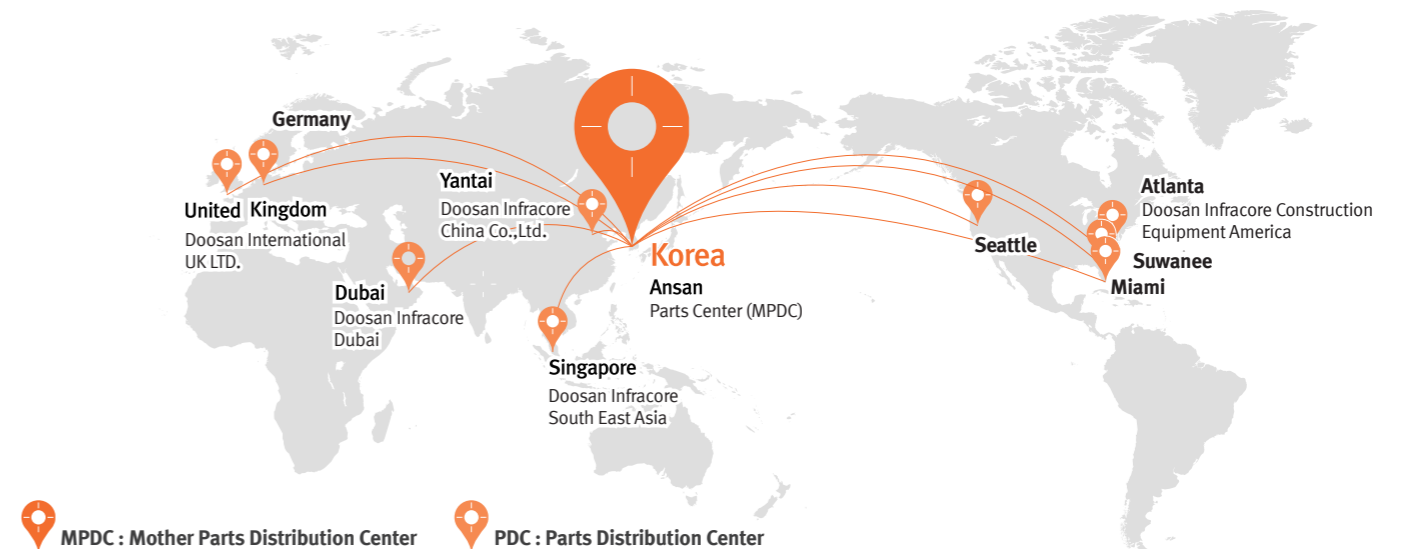 Germany
United Kingdom
Doosan International
UK LTD.
Dubai
Doosan Infracore
Dubai
Yantai
Doosan Infracore
China Co.,Ltd.
Singapore
Doosan Infracore
South East Asia
Korea
Ansan
Parts Center (MPDC)
Seattle
Atlanta
Doosan Infracore Construction
Equipment America
Suwanee
Miami
MPDC : Mother Parts Distribution Center
PDC : Parts Distribution Center